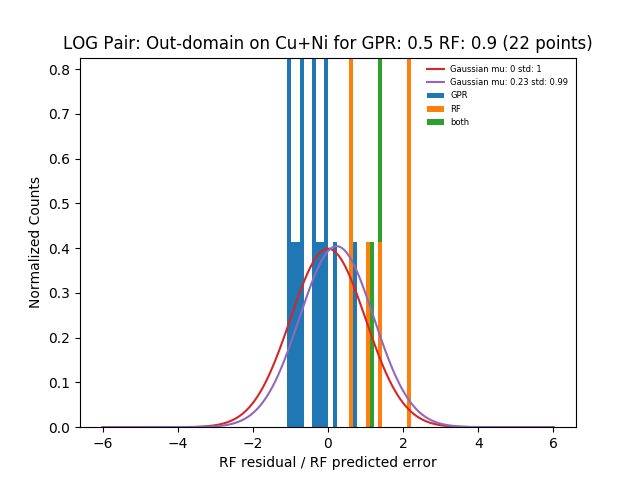 LOG Pair: Out-domain on Cu+Ni for GPR: 0.5 RF: 0.9 (22 points)
Gaussian mu: 0 std: 1
Gaussian mu: 0.23 std: 0.99
GPR
RF
both
Normalized Counts
0.8
0.7
0.6
0.5
0.4
0.3
0.2
0.1
0.0
−6 −4 −2 0 2 4 6
RF residual / RF predicted error